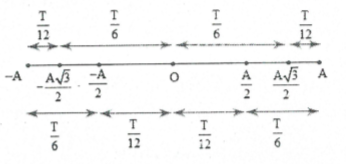 T/12 T/6 T/6 T/12
−A −A√3/2 −A/2 O A/2 A√3/2 A
T/6 T/12 T/12 T/6